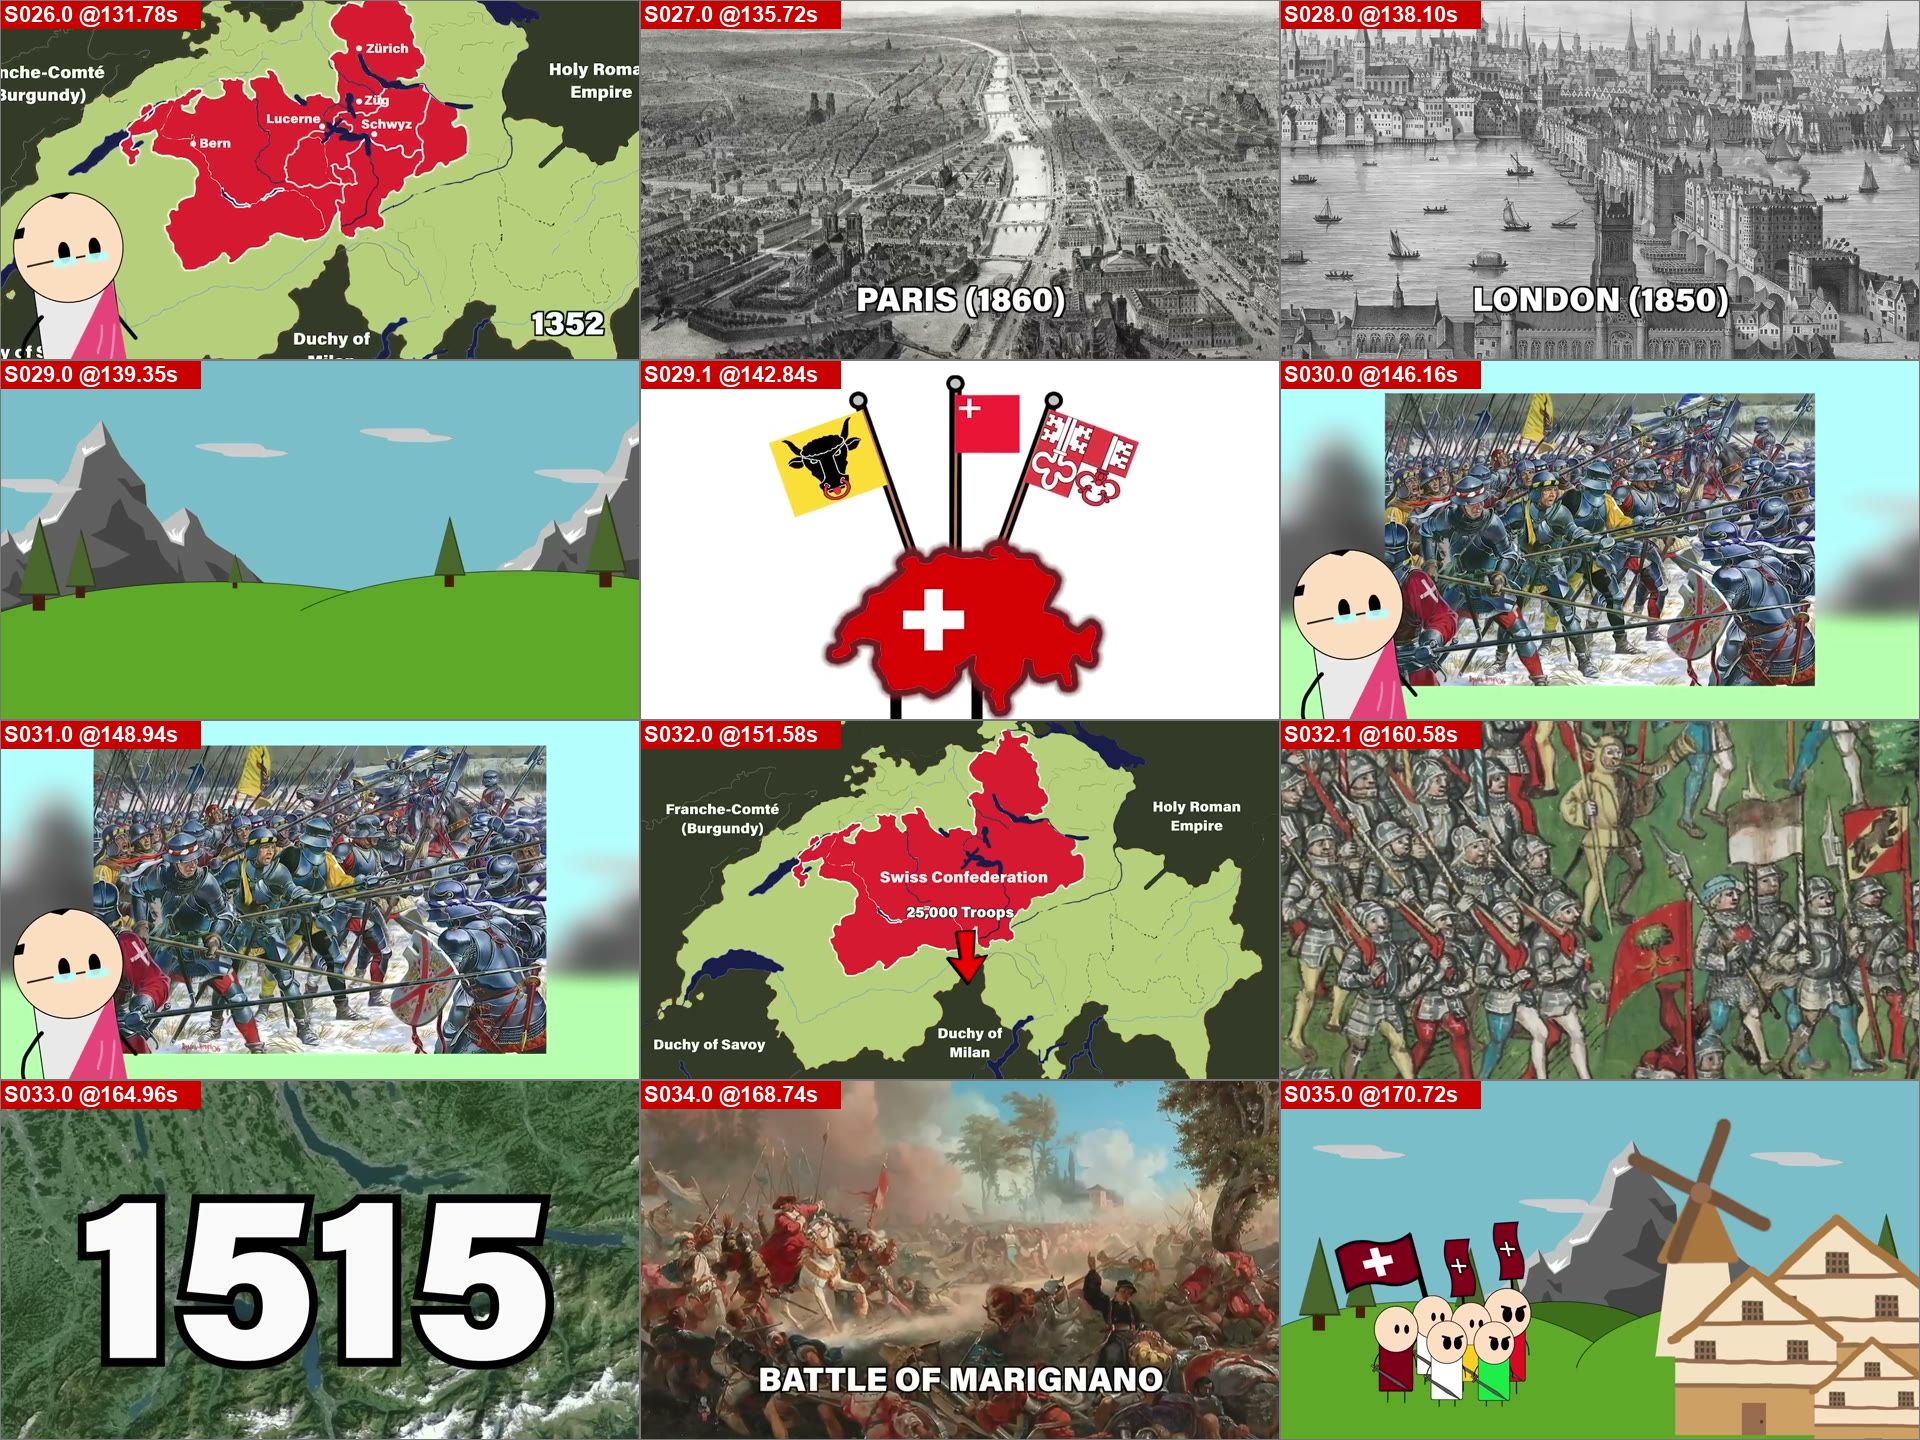 S026.0 @131.78s
nche-Comté
Burgundy)
Zürich
Holy Roma
Empire
Züg
Lucerne
Schwyz
Bern
1352
Duchy of
Milan
y of S
S027.0 @135.72s
PARIS (1860)
S028.0 @138.10s
LONDON (1850)
S029.0 @139.35s
S029.1 @142.84s
S030.0 @146.16s
S031.0 @148.94s
S032.0 @151.58s
Franche-Comté
(Burgundy)
Holy Roman
Empire
Swiss Confederation
25,000 Troops
Duchy of Savoy
Duchy of
Milan
S032.1 @160.58s
S033.0 @164.96s
1515
S034.0 @168.74s
BATTLE OF MARIGNANO
S035.0 @170.72s